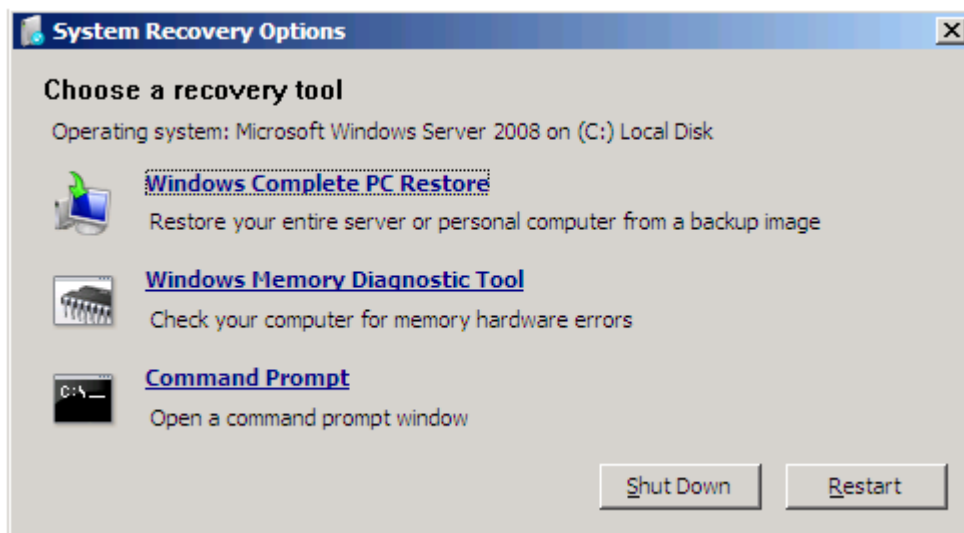 System Recovery Options
Choose a recovery tool
Operating system: Microsoft Windows Server 2008 on (C:) Local Disk
Windows Complete PC Restore
Restore your entire server or personal computer from a backup image
Windows Memory Diagnostic Tool
Check your computer for memory hardware errors
C:\_
Command Prompt
Open a command prompt window
Shut Down Restart